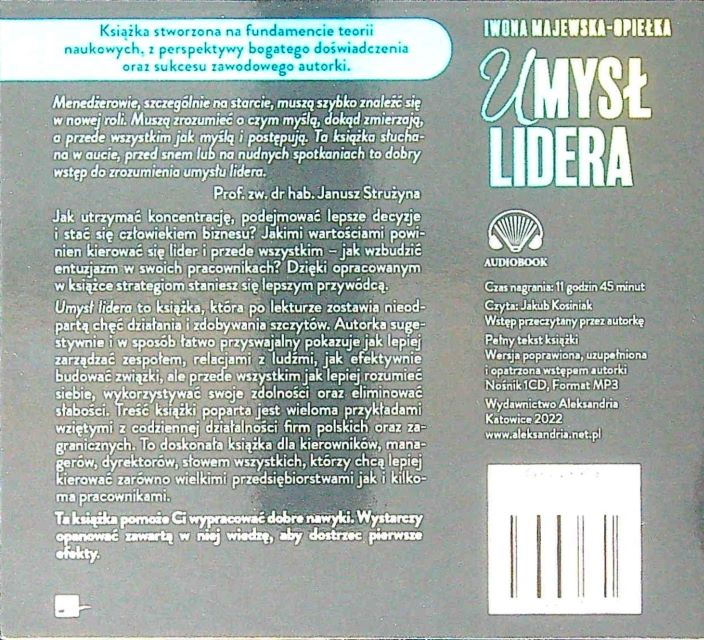 Książka stworzona na fundamencie teorii
naukowych, z perspektywy bogatego doświadczenia
oraz sukcesu zawodowego autorki.
Menedżerowie, szczególnie na starcie, muszą szybko znaleźć się
w nowej roli. Muszą zrozumieć o czym myślą, dokąd zmierzają,
a przede wszystkim jak myślą i postępują. Ta książka słucha-
na w aucie, przed snem lub na nudnych spotkaniach to dobry
wstęp do zrozumienia umysłu lidera.
Prof. zw. dr hab. Janusz Strużyna
Jak utrzymać koncentrację, podejmować lepsze decyzje
i stać się człowiekiem biznesu? Jakimi wartościami powi-
nien kierować się lider i przede wszystkim – jak wzbudzić
entuzjazm w swoich pracownikach? Dzięki opracowanym
w książce strategiom staniesz się lepszym przywódcą.
Umysł lidera to książka, która po lekturze zostawia nieod-
partą chęć działania i zdobywania szczytów. Autorka suge-
stywnie i w sposób łatwo przyswajalny pokazuje jak lepiej
zarządzać zespołem, relacjami z ludźmi, jak efektywnie
budować związki, ale przede wszystkim jak lepiej rozumieć
siebie, wykorzystywać swoje zdolności oraz eliminować
słabości. Treść książki poparta jest wieloma przykładami
wziętymi z codziennej działalności firm polskich oraz za-
granicznych. To doskonała książka dla kierowników, mana-
gerów, dyrektorów, słowem wszystkich, którzy chcą lepiej
kierować zarówno wielkimi przedsiębiorstwami jak i kilko-
ma pracownikami.
Ta książka pomoże Ci wypracować dobre nawyki. Wystarczy
opanować zawartą w niej wiedzę, aby dostrzec pierwsze
efekty.
IWONA MAJEWSKA-OPIEŁKA
UMYSŁ
LIDERA
AUDIOBOOK
Czas nagrania: 11 godzin 45 minut
Czyta: Jakub Kosiniak
Wstęp przeczytany przez autorkę
Pełny tekst książki
Wersja poprawiona, uzupełniona
i opatrzona wstępem autorki
Nośnik 1CD, Format MP3
Wydawnictwo Aleksandria
Katowice 2022
www.aleksandria.net.pl